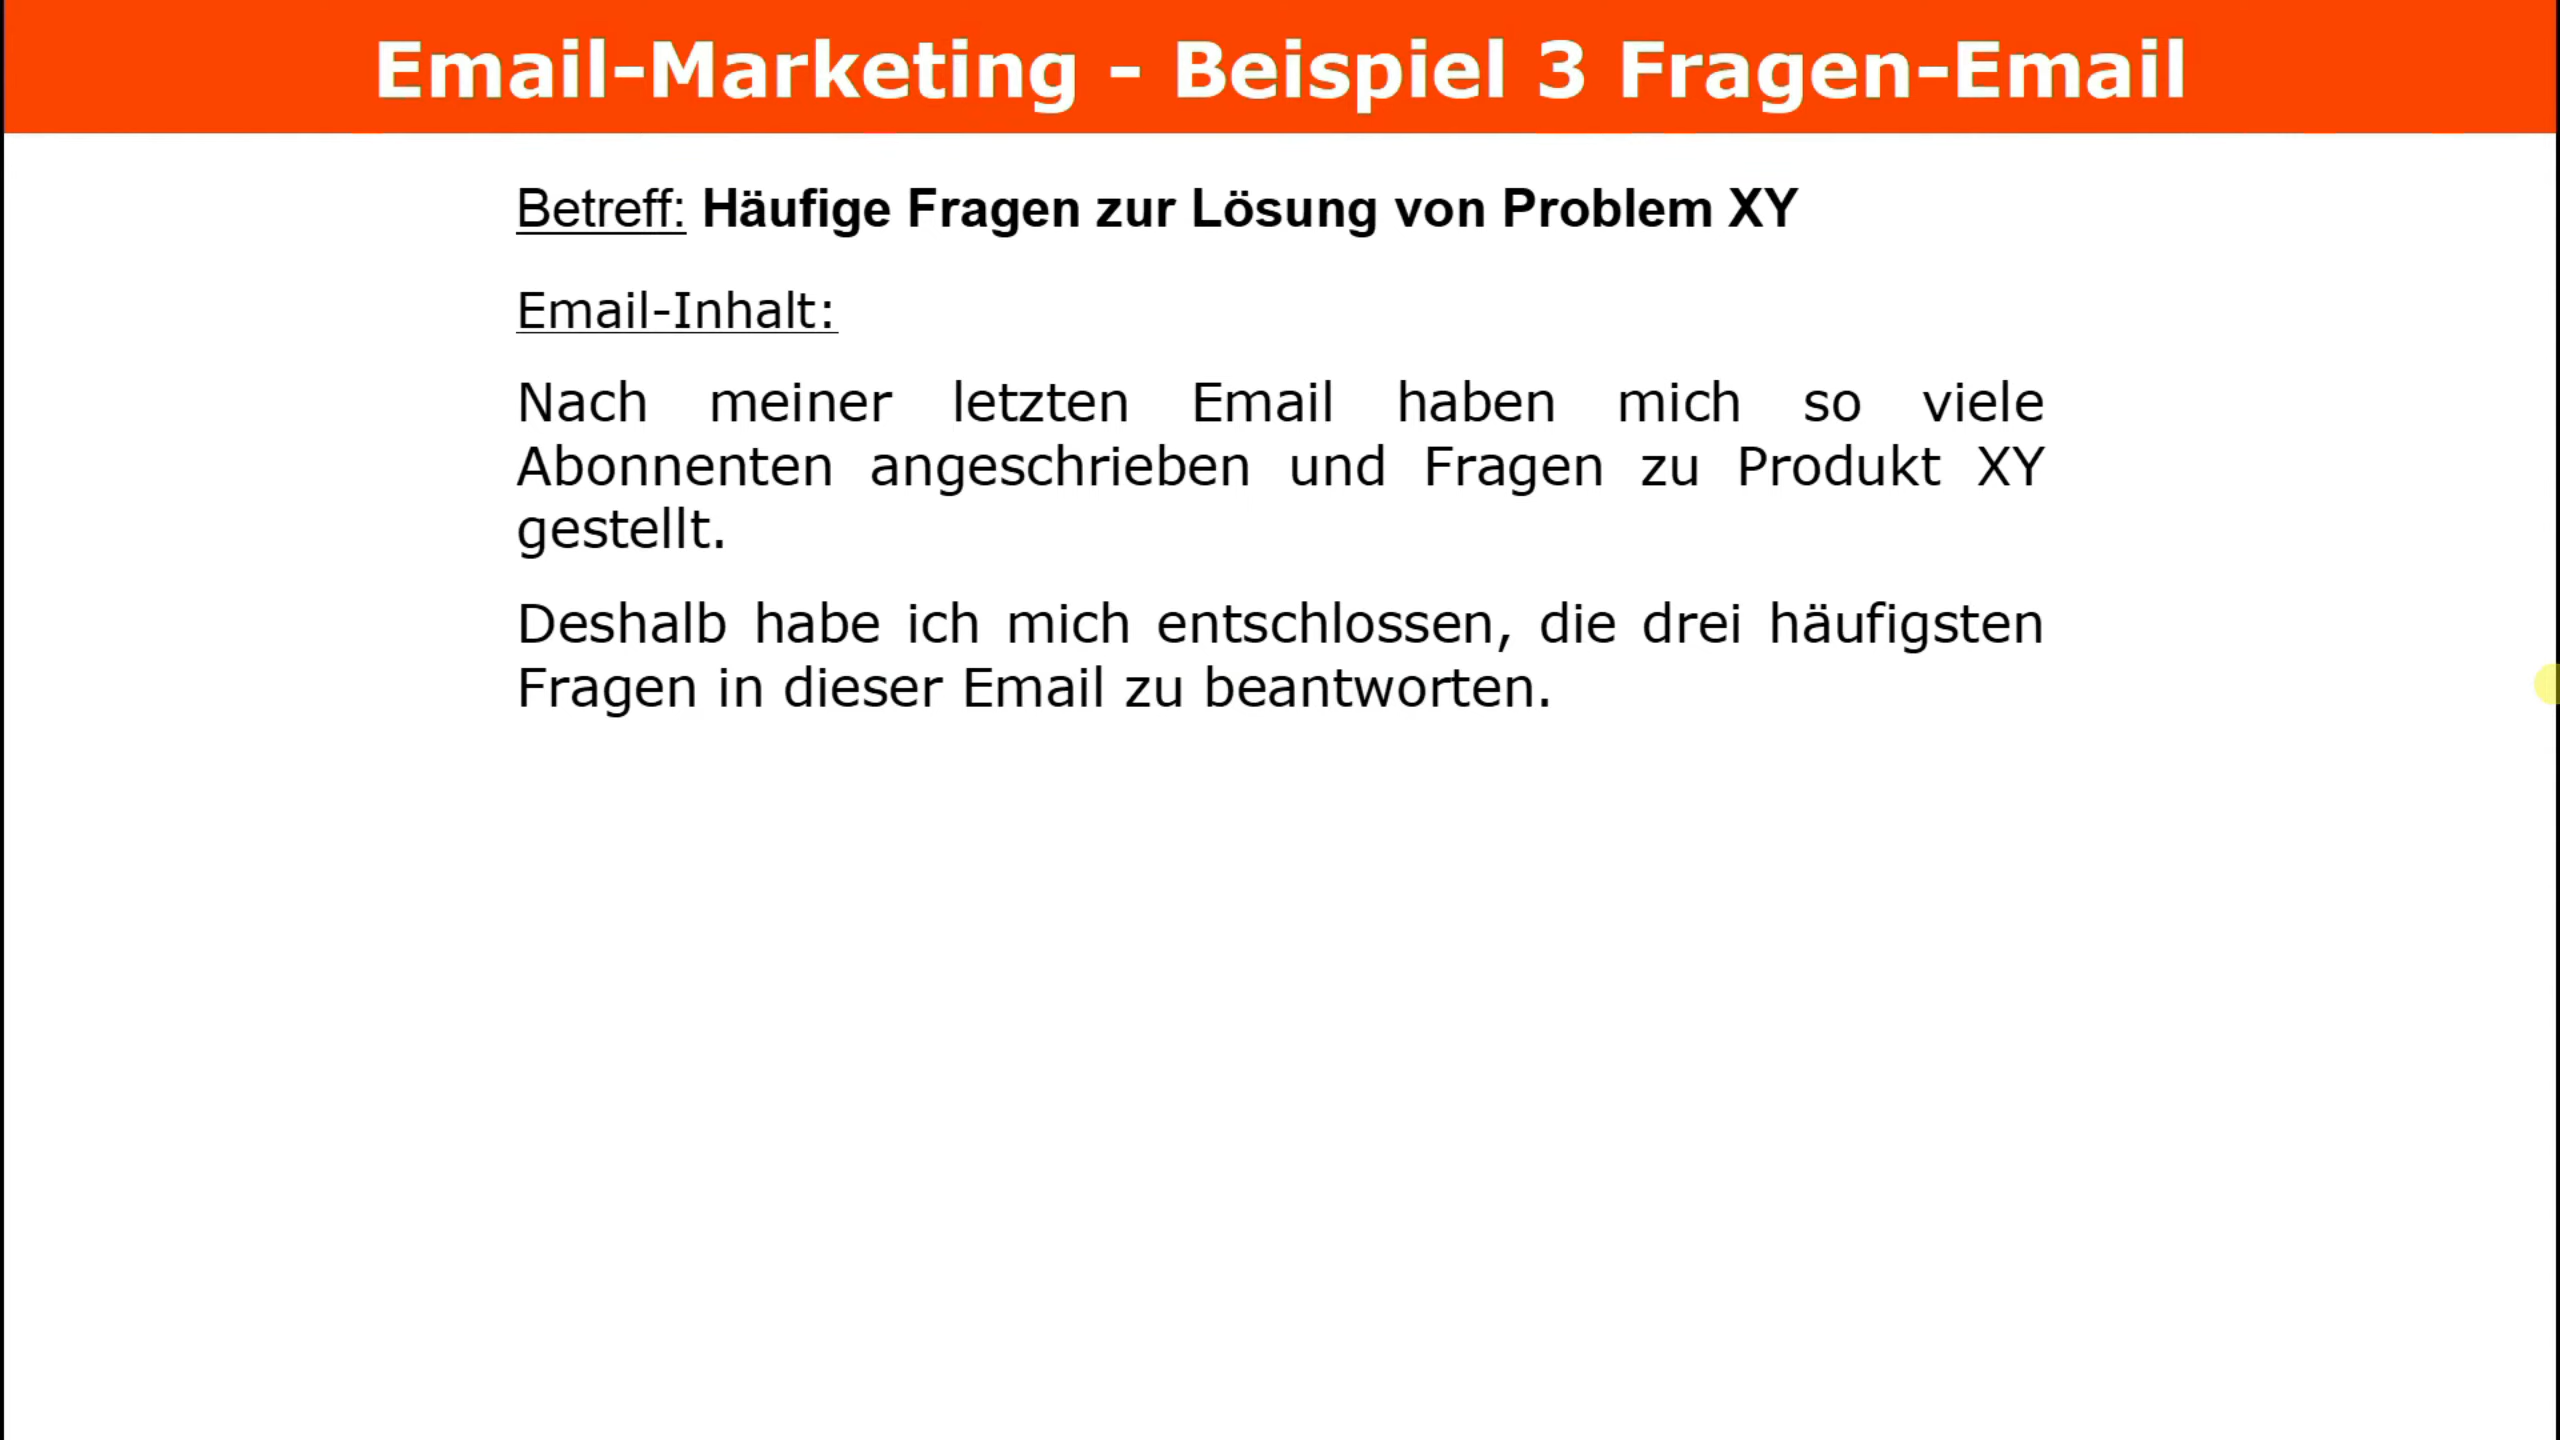 Email-Marketing - Beispiel 3 Fragen-Email
Betreff: Häufige Fragen zur Lösung von Problem XY
Email-Inhalt:
Nach meiner letzten Email haben mich so viele
Abonnenten angeschrieben und Fragen zu Produkt XY
gestellt.
Deshalb habe ich mich entschlossen, die drei häufigsten
Fragen in dieser Email zu beantworten.